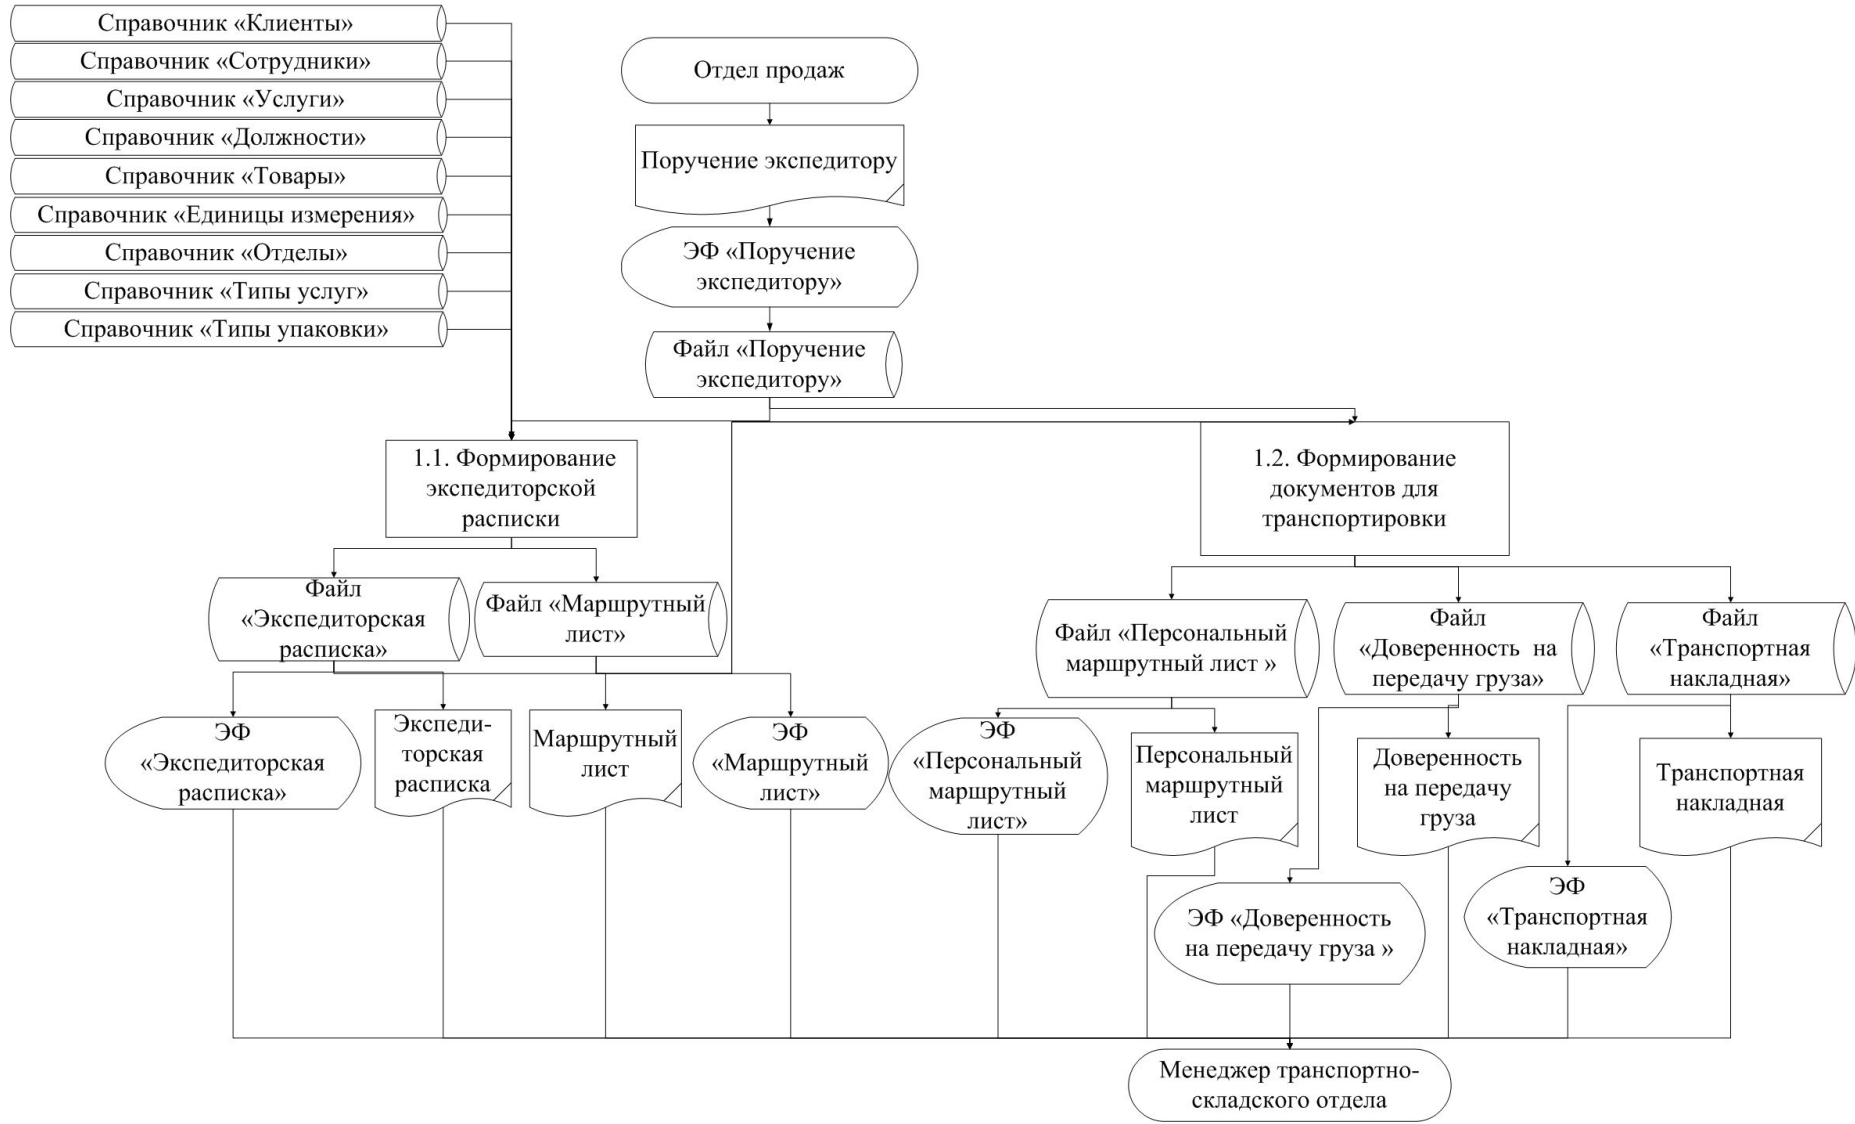 Справочник «Клиенты»
Справочник «Сотрудники»
Справочник «Услуги»
Справочник «Должности»
Справочник «Товары»
Справочник «Единицы измерения»
Справочник «Отделы»
Справочник «Типы услуг»
Справочник «Типы упаковки»
Отдел продаж
Поручение экспедитору
ЭФ «Поручение
экспедитору»
Файл «Поручение
экспедитору»
1.1. Формирование
экспедиторской
расписки
1.2. Формирование
документов для
транспортировки
Файл
«Экспедиторская
расписка»
Файл «Маршрутный
лист»
Файл «Персональный
маршрутный лист »
Файл
«Доверенность на
передачу груза»
Файл
«Транспортная
накладная»
ЭФ
«Экспедиторская
расписка»
Экспеди-
торская
расписка
Маршрутный
лист
ЭФ
«Маршрутный
лист»
ЭФ
«Персональный
маршрутный
лист»
Персональный
маршрутный
лист
Доверенность
на передачу
груза
Транспортная
накладная
ЭФ «Доверенность
на передачу груза »
ЭФ
«Транспортная
накладная»
Менеджер транспортно-
складского отдела